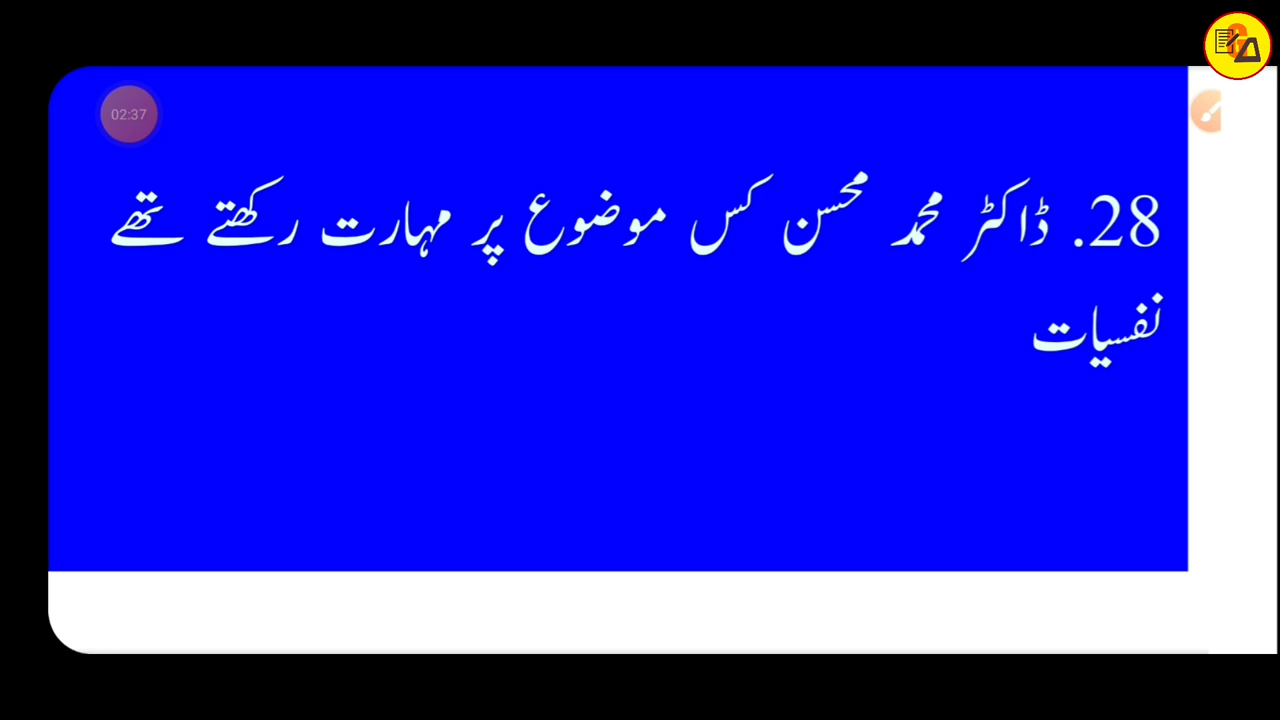 02:37
28. ڈاکٹر محمد محسن کس موضوع پر مہارت رکھتے تھے
نفسیات